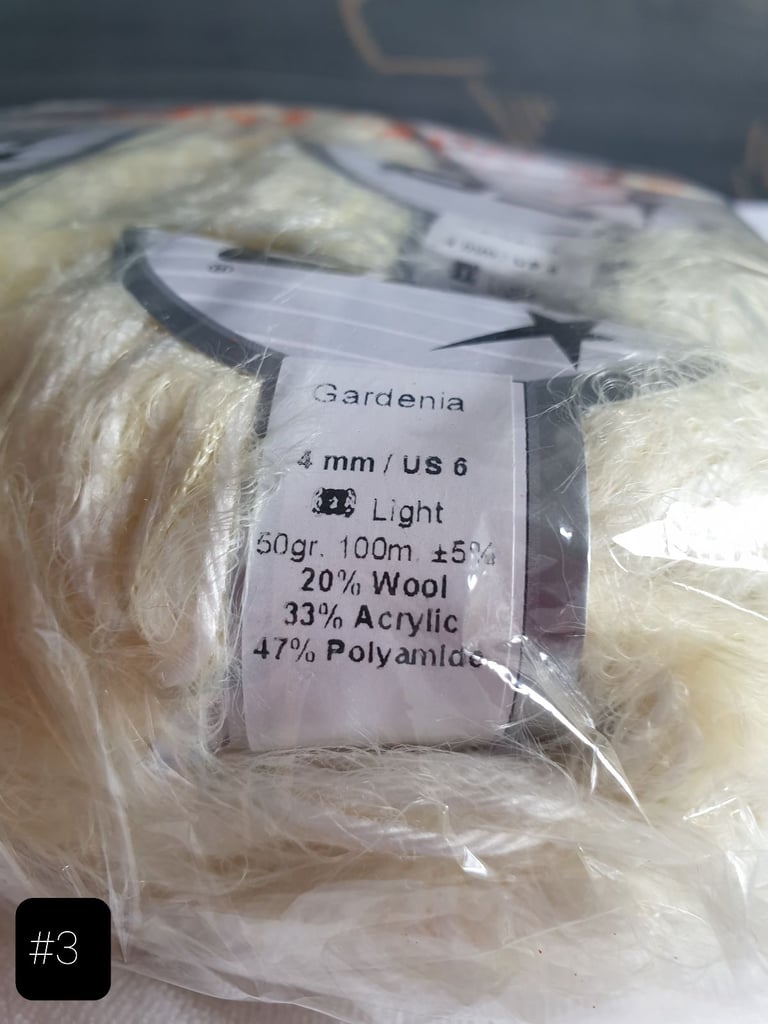 Gardenia
4 mm / US 6
Light
50gr. 100m. ±5%
20% Wool
33% Acrylic
47% Polyamide
#3